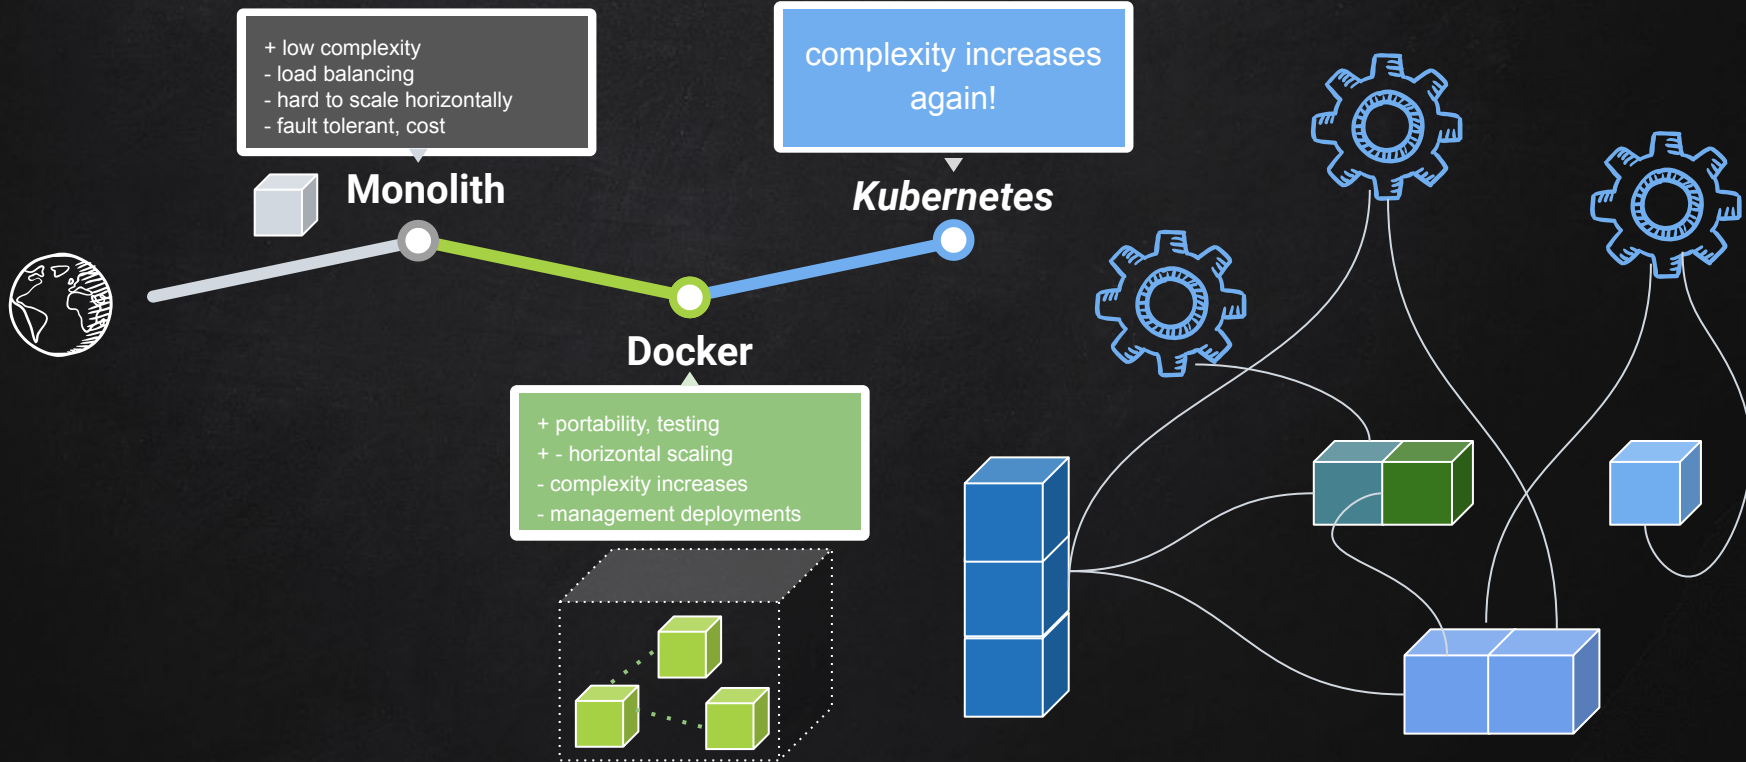 + low complexity
- load balancing
- hard to scale horizontally
- fault tolerant, cost
Monolith
complexity increases
again!
Kubernetes
Docker
+ portability, testing
+ - horizontal scaling
- complexity increases
- management deployments